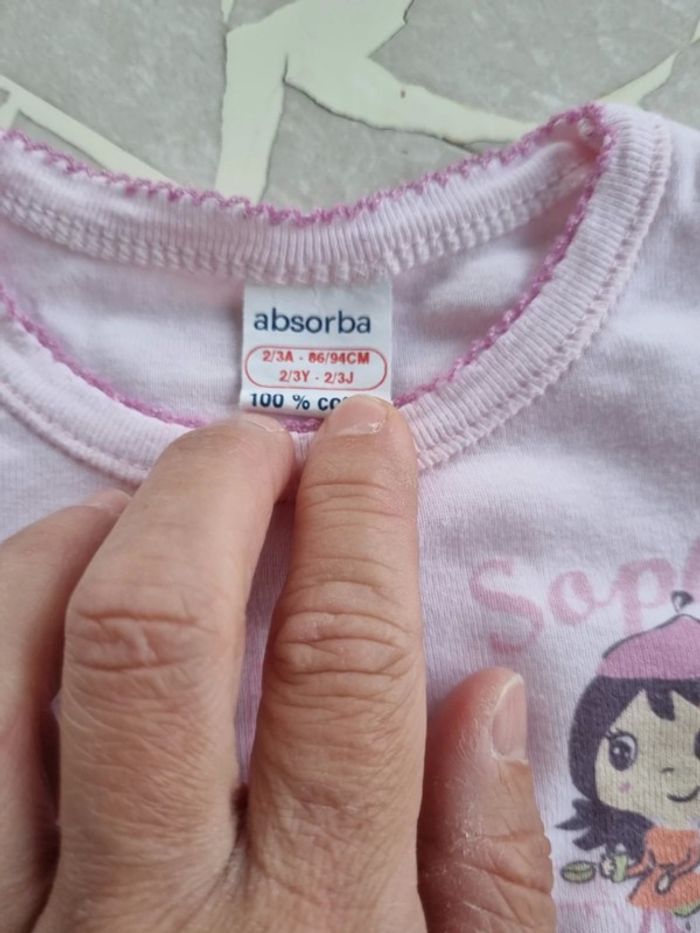 absorba
2/3A - 86/94CM
2/3Y - 2/3J
100 %